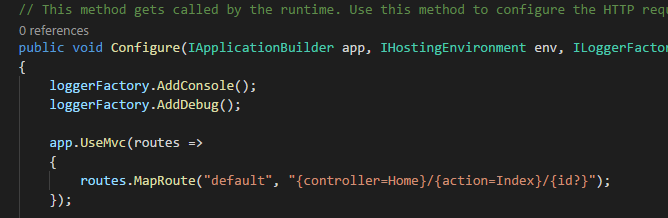 // This method gets called by the runtime. Use this method to configure the HTTP
0 references
public void Configure(IApplicationBuilder app, IHostingEnvironment env,
{
loggerFactory.AddConsole();
loggerFactory.AddDebug();
app.UseMvc(routes =>
{
routes.MapRoute("default", "{controller=Home}/{action=Index}/{id?}");
});